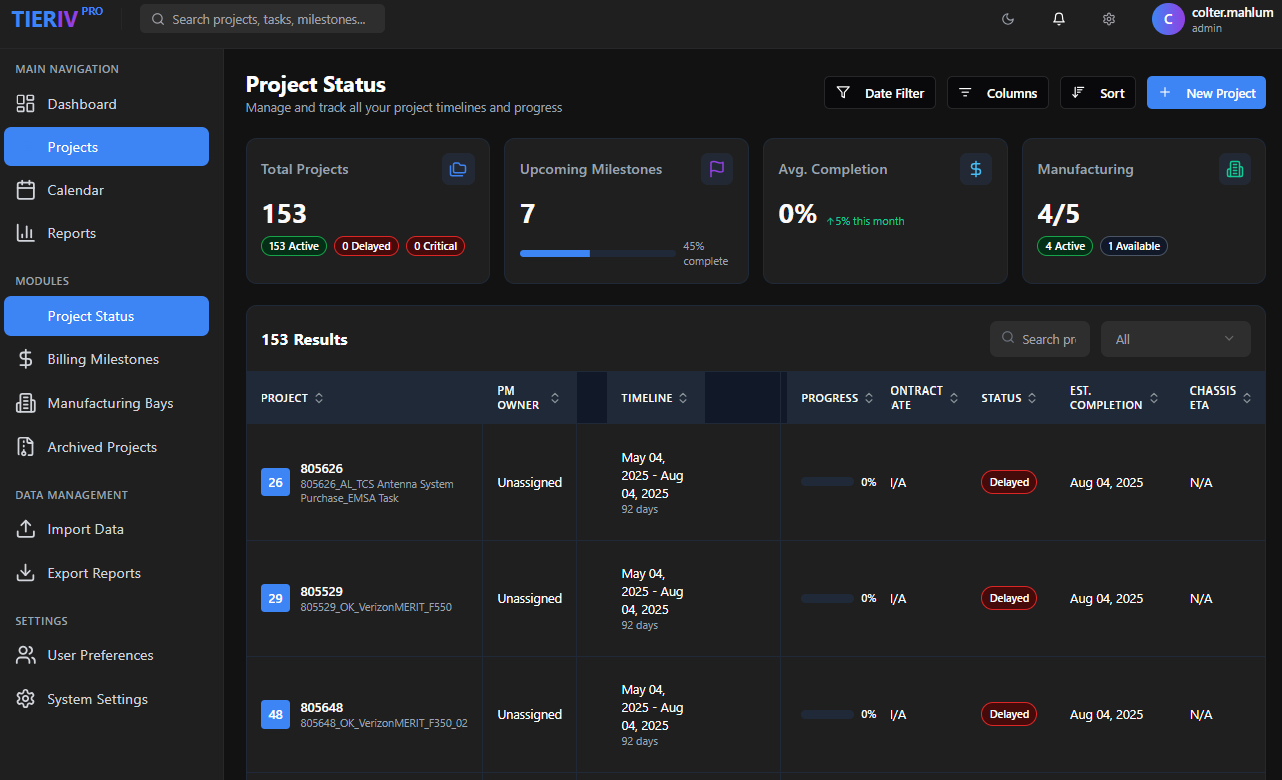 TIERIV PRO
Search projects, tasks, milestones...
C
colter.mahlum
admin
MAIN NAVIGATION
Dashboard
Projects
Calendar
Reports
MODULES
Project Status
Billing Milestones
Manufacturing Bays
Archived Projects
DATA MANAGEMENT
Import Data
Export Reports
SETTINGS
User Preferences
System Settings
Project Status
Manage and track all your project timelines and progress
Date Filter
Columns
Sort
+ New Project
Total Projects
153
153 Active
0 Delayed
0 Critical
Upcoming Milestones
7
45%
complete
Avg. Completion
$
0% ↑5% this month
Manufacturing
4/5
4 Active
1 Available
153 Results
Search pr
All
PROJECT
PM
OWNER
TIMELINE
PROGRESS
ONTRACT
ATE
STATUS
EST.
COMPLETION
CHASSIS
ETA
26
805626
805626_AL_TCS Antenna System
Purchase_EMSA Task
Unassigned
May 04,
2025 - Aug
04, 2025
92 days
0%
I/A
Delayed
Aug 04, 2025
N/A
29
805529
805529_OK_VerizonMERIT_F550
Unassigned
May 04,
2025 - Aug
04, 2025
92 days
0%
I/A
Delayed
Aug 04, 2025
N/A
48
805648
805648_OK_VerizonMERIT_F350_02
Unassigned
May 04,
2025 - Aug
04, 2025
92 days
0%
I/A
Delayed
Aug 04, 2025
N/A